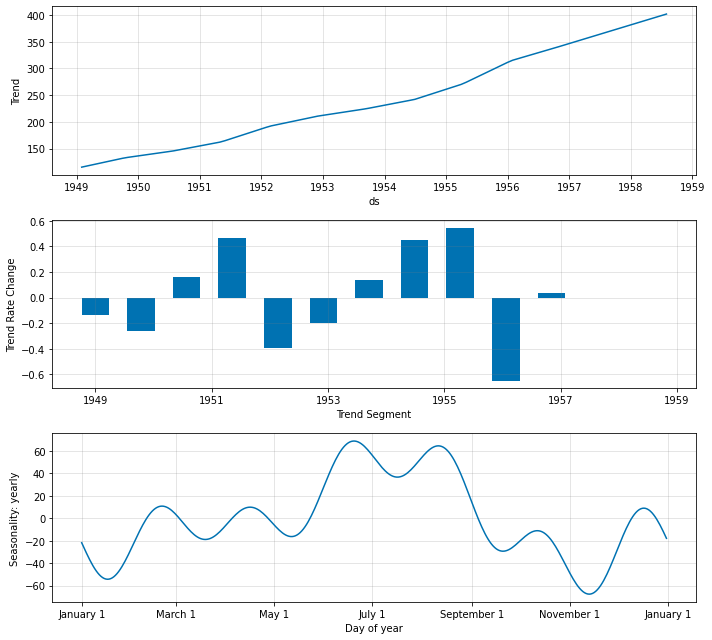 Trend
400
350
300
250
200
150
1949 1950 1951 1952 1953 1954 1955 1956 1957 1958 1959
ds
Trend Rate Change
0.6
0.4
0.2
0.0
−0.2
−0.4
−0.6
1949 1951 1953 1955 1957 1959
Trend Segment
Seasonality: yearly
60
40
20
0
−20
−40
−60
January 1 March 1 May 1 July 1 September 1 November 1 January 1
Day of year